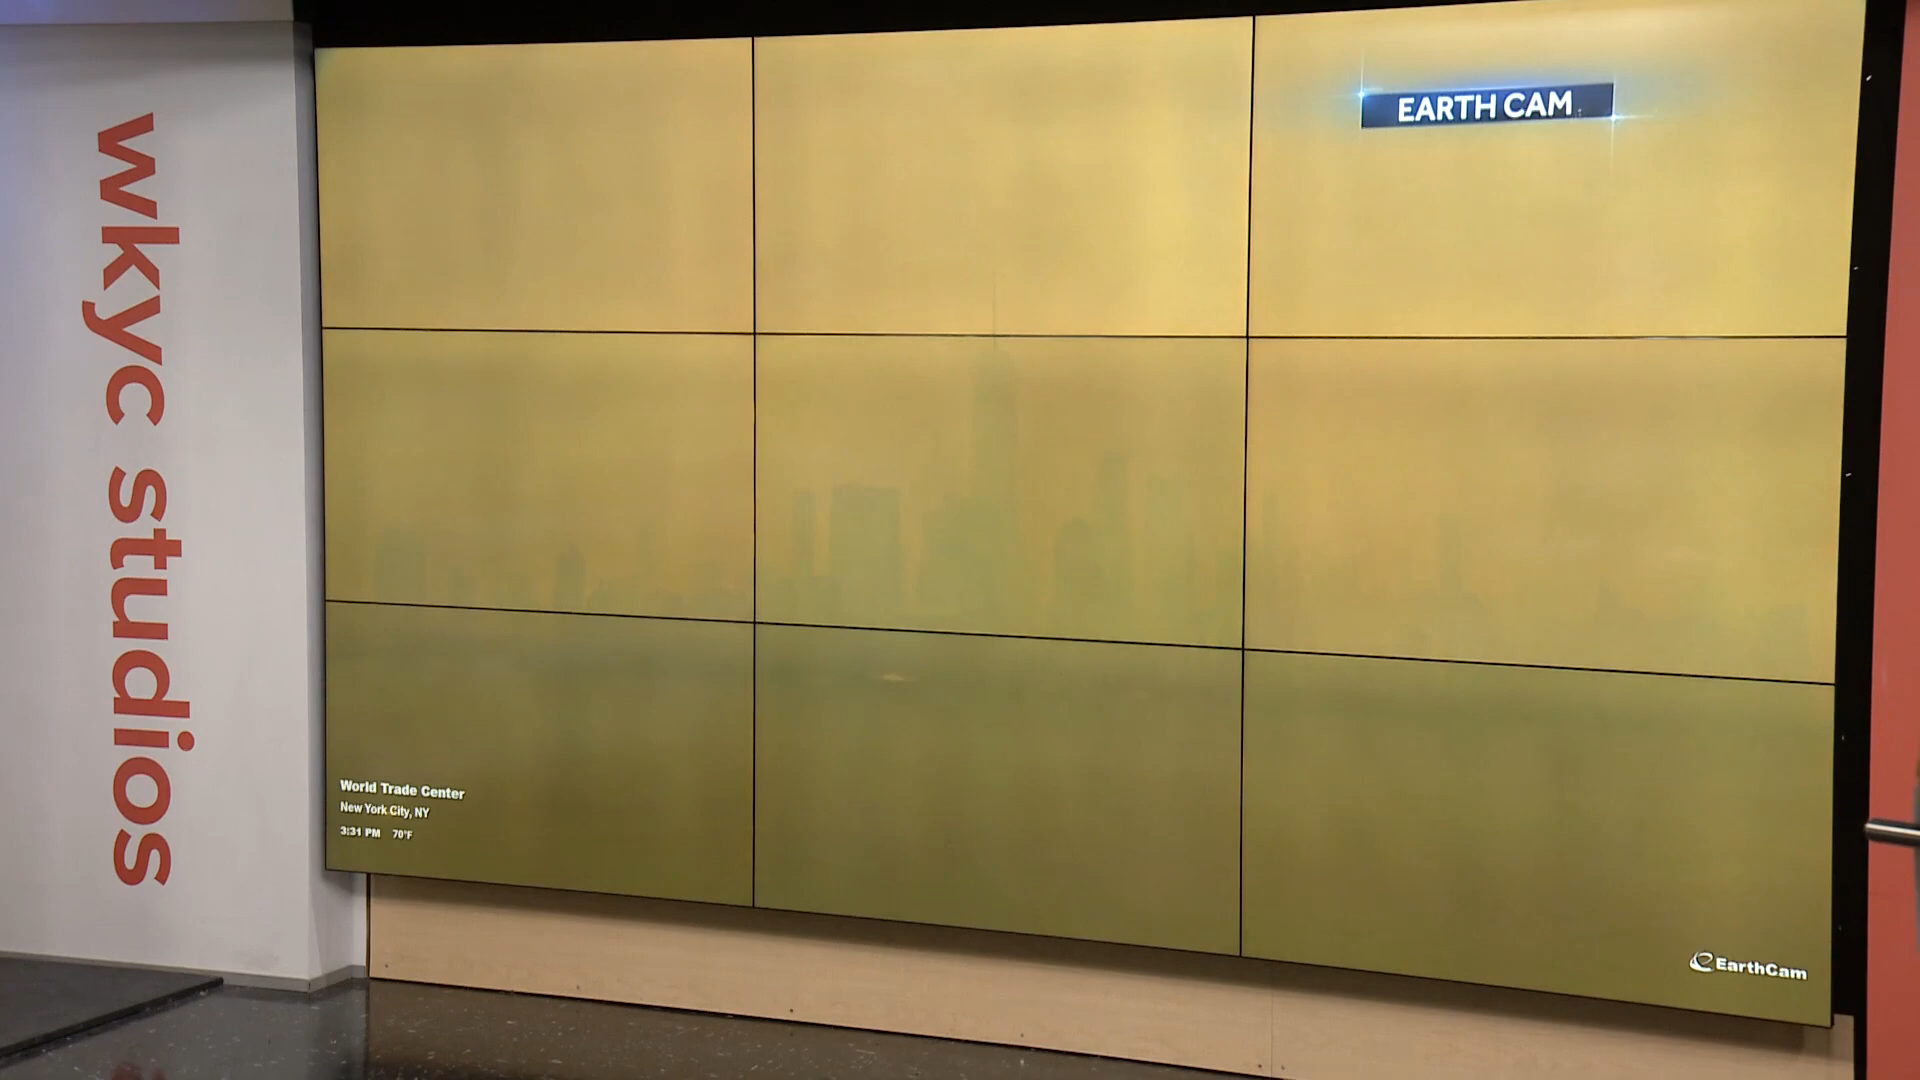 wkyc studios
EARTH CAM
World Trade Center
New York City, NY
3:31 PM 70°F
EarthCam